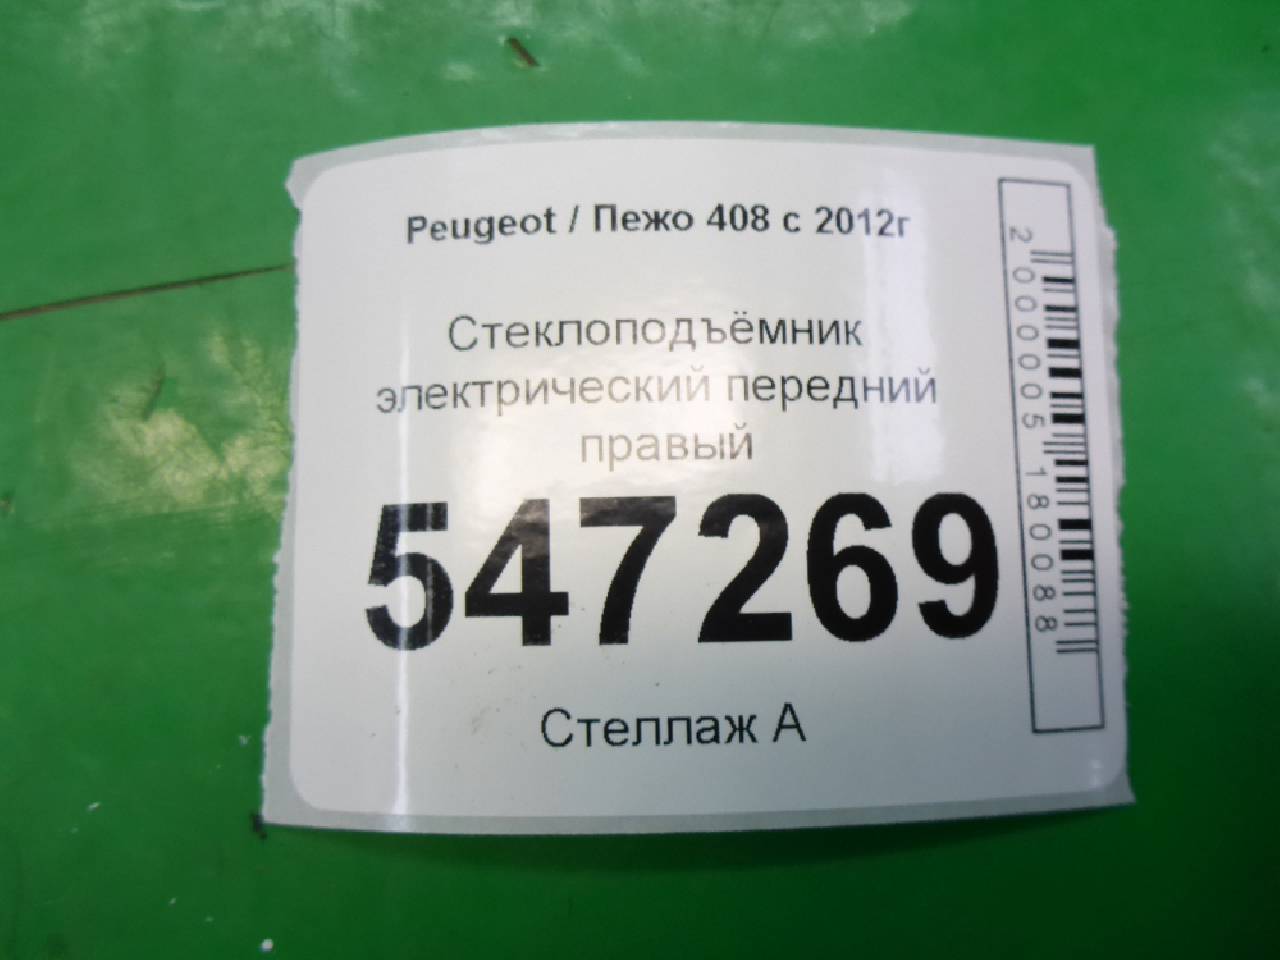 Peugeot / Пежо 408 с 2012г
Стеклоподъёмник
электрический передний
правый
547269
Стеллаж А
2000005180088